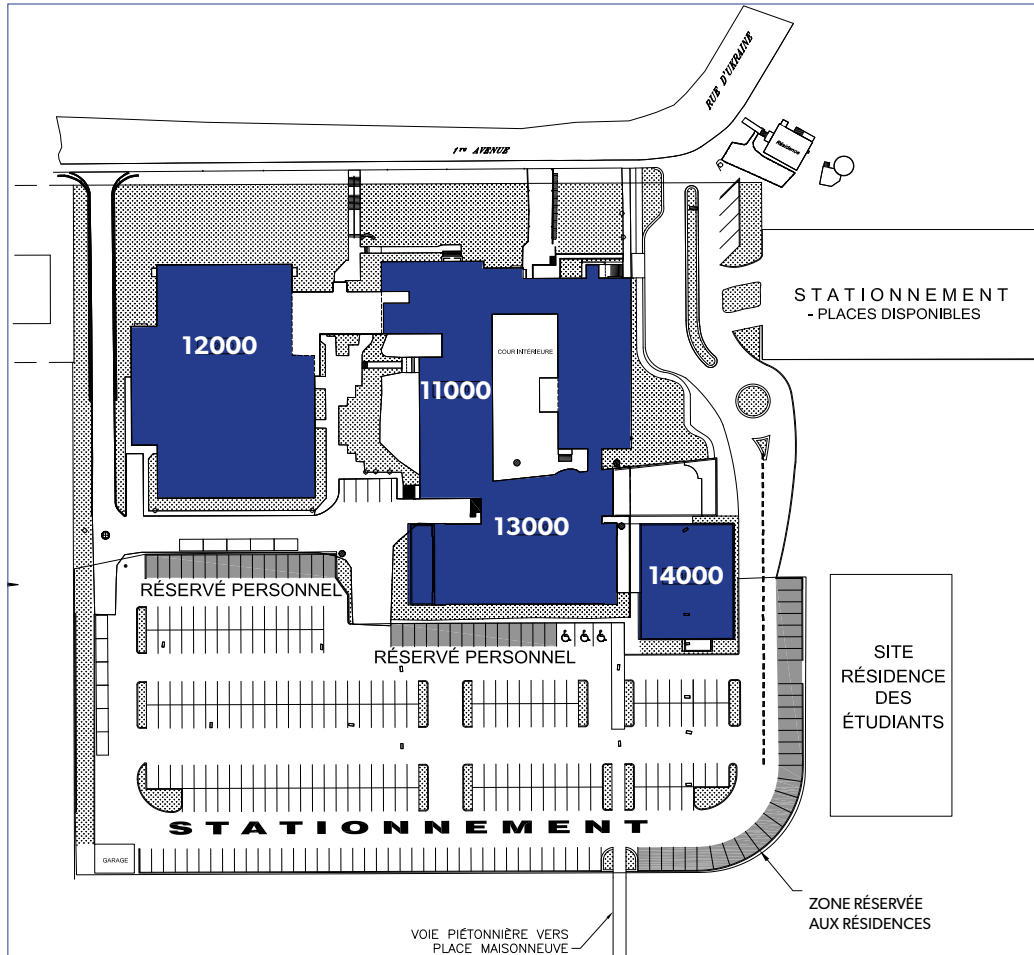 RUE D'UKRAINE
1re AVENUE
Résidence
STATIONNEMENT
- PLACES DISPONIBLES
12000
COUR INTÉRIEURE
11000
13000
14000
RÉSERVÉ PERSONNEL
RÉSERVÉ PERSONNEL
SITE
RÉSIDENCE
DES
ÉTUDIANTS
STATIONNEMENT
GARAGE
ZONE RÉSERVÉE
AUX RÉSIDENCES
VOIE PIÉTONNIÈRE VERS
PLACE MAISONNEUVE